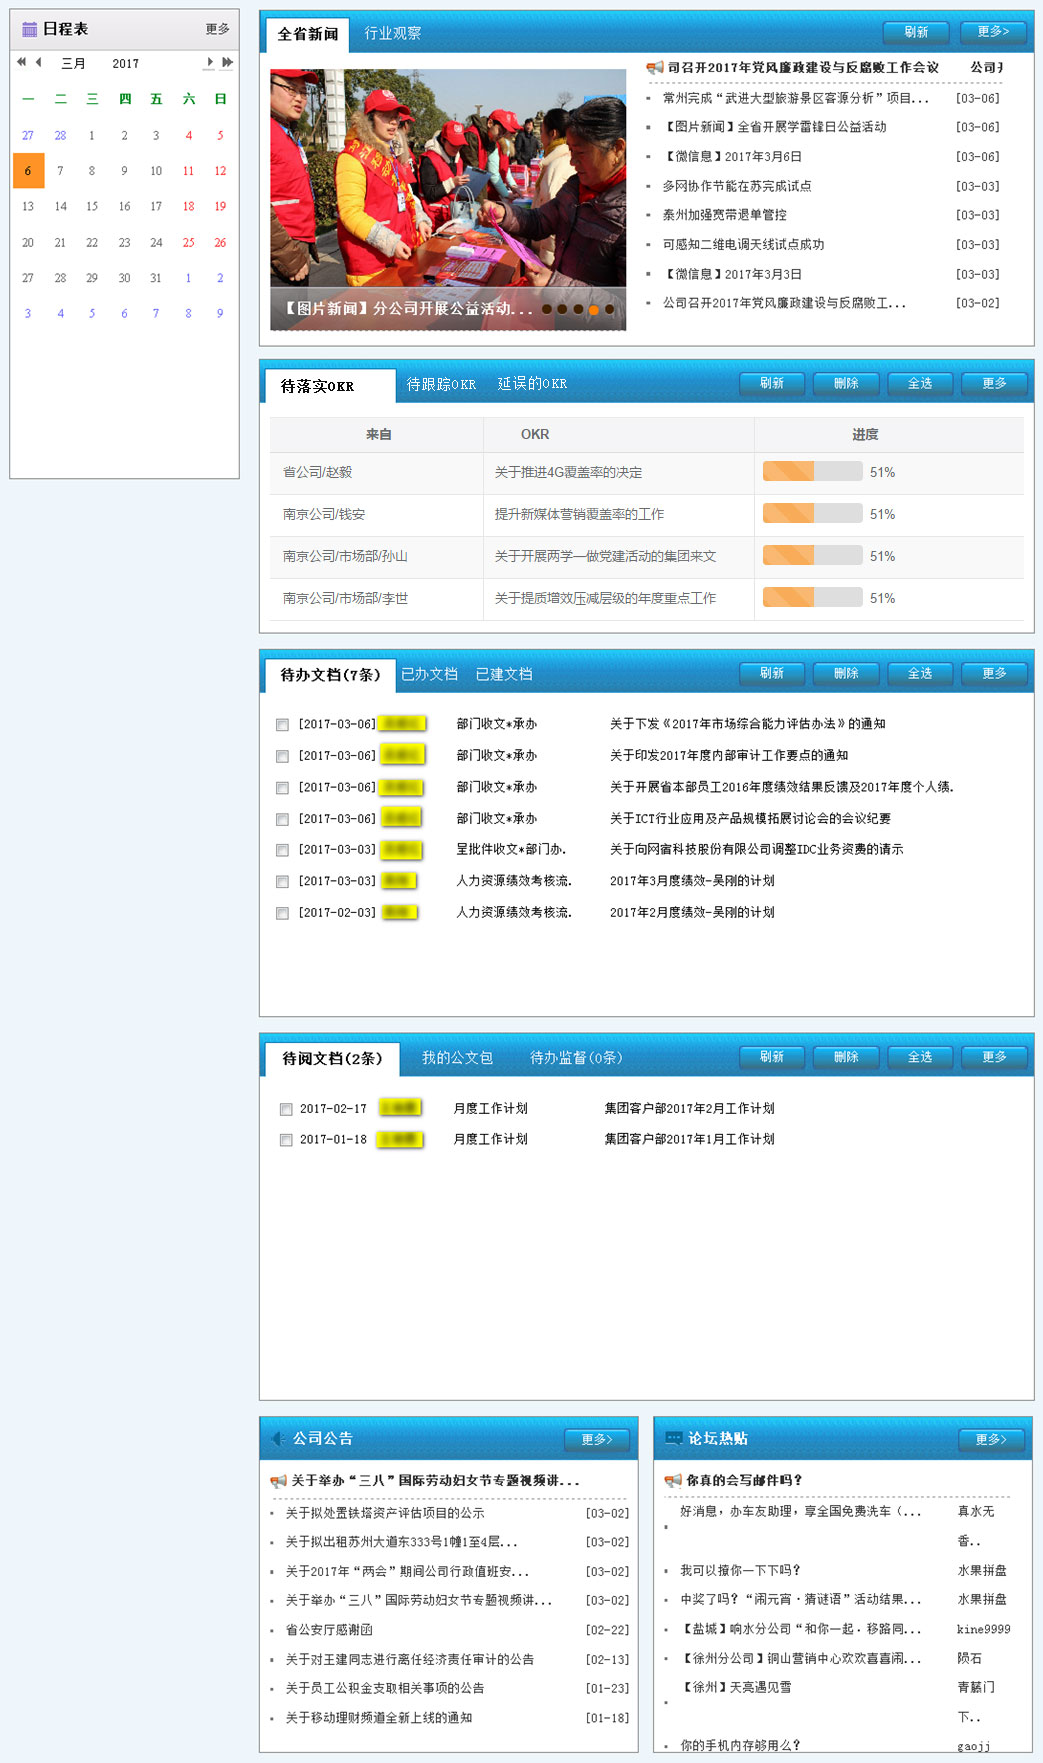 日程表 更多
三月 2017
一 二 三 四 五 六 日
27 28 1 2 3 4 5
6 7 8 9 10 11 12
13 14 15 16 17 18 19
20 21 22 23 24 25 26
27 28 29 30 31 1 2
3 4 5 6 7 8 9
全省新闻 行业观察 刷新 更多>
司召开2017年党风廉政建设与反腐败工作会议 公司
常州完成“武进大型旅游景区客源分析”项目... [03-06]
【图片新闻】全省开展学雷锋日公益活动 [03-06]
【微信息】2017年3月6日 [03-06]
多网协作节能在苏完成试点 [03-03]
泰州加强宽带退单管控 [03-03]
可感知二维电调天线试点成功 [03-03]
【微信息】2017年3月3日 [03-03]
公司召开2017年党风廉政建设与反腐败工... [03-02]
【图片新闻】分公司开展公益活动...
待落实OKR 待跟踪OKR 延误的OKR 刷新 删除 全选 更多
来自 OKR 进度
省公司/赵毅 关于推进4G覆盖率的决定 51%
南京公司/钱安 提升新媒体营销覆盖率的工作 51%
南京公司/市场部/孙山 关于开展两学一做党建活动的集团来文 51%
南京公司/市场部/李世 关于提质增效压减层级的年度重点工作 51%
待办文档(7条) 已办文档 已建文档 刷新 删除 全选 更多
[2017-03-06] 部门收文*承办 关于下发《2017年市场综合能力评估办法》的通知
[2017-03-06] 部门收文*承办 关于印发2017年度内部审计工作要点的通知
[2017-03-06] 部门收文*承办 关于开展省本部员工2016年度绩效结果反馈及2017年度个人绩.
[2017-03-06] 部门收文*承办 关于ICT行业应用及产品规模拓展讨论会的会议纪要
[2017-03-03] 呈批件收文*部门办. 关于向网宿科技股份有限公司调整IDC业务资费的请示
[2017-03-03] 人力资源绩效考核流. 2017年3月度绩效-吴刚的计划
[2017-02-03] 人力资源绩效考核流. 2017年2月度绩效-吴刚的计划
待阅文档(2条) 我的公文包 待办监督(0条) 刷新 删除 全选 更多
2017-02-17 月度工作计划 集团客户部2017年2月工作计划
2017-01-18 月度工作计划 集团客户部2017年1月工作计划
公司公告 更多>
关于举办“三八”国际劳动妇女节专题视频讲...
关于拟处置铁塔资产评估项目的公示 [03-02]
关于拟出租苏州大道东333号1幢1至4层... [03-02]
关于2017年“两会”期间公司行政值班安... [03-02]
关于举办“三八”国际劳动妇女节专题视频讲... [03-02]
省公安厅感谢函 [02-22]
关于对王建同志进行离任经济责任审计的公告 [02-13]
关于员工公积金支取相关事项的公告 [01-23]
关于移动理财频道全新上线的通知 [01-18]
论坛热贴 更多>
你真的会写邮件吗?
好消息，办车友助理，享全国免费洗车（... 真水无
香..
我可以撩你一下下吗? 水果拼盘
中奖了吗?“闹元宵·猜谜语”活动结果... 水果拼盘
【盐城】响水分公司“和你一起·移路同... kine9999
【徐州分公司】铜山营销中心欢欢喜喜闹... 陨石
【徐州】天亮遇见雪 青藤门
下..
你的手机内存够用么? gaojj